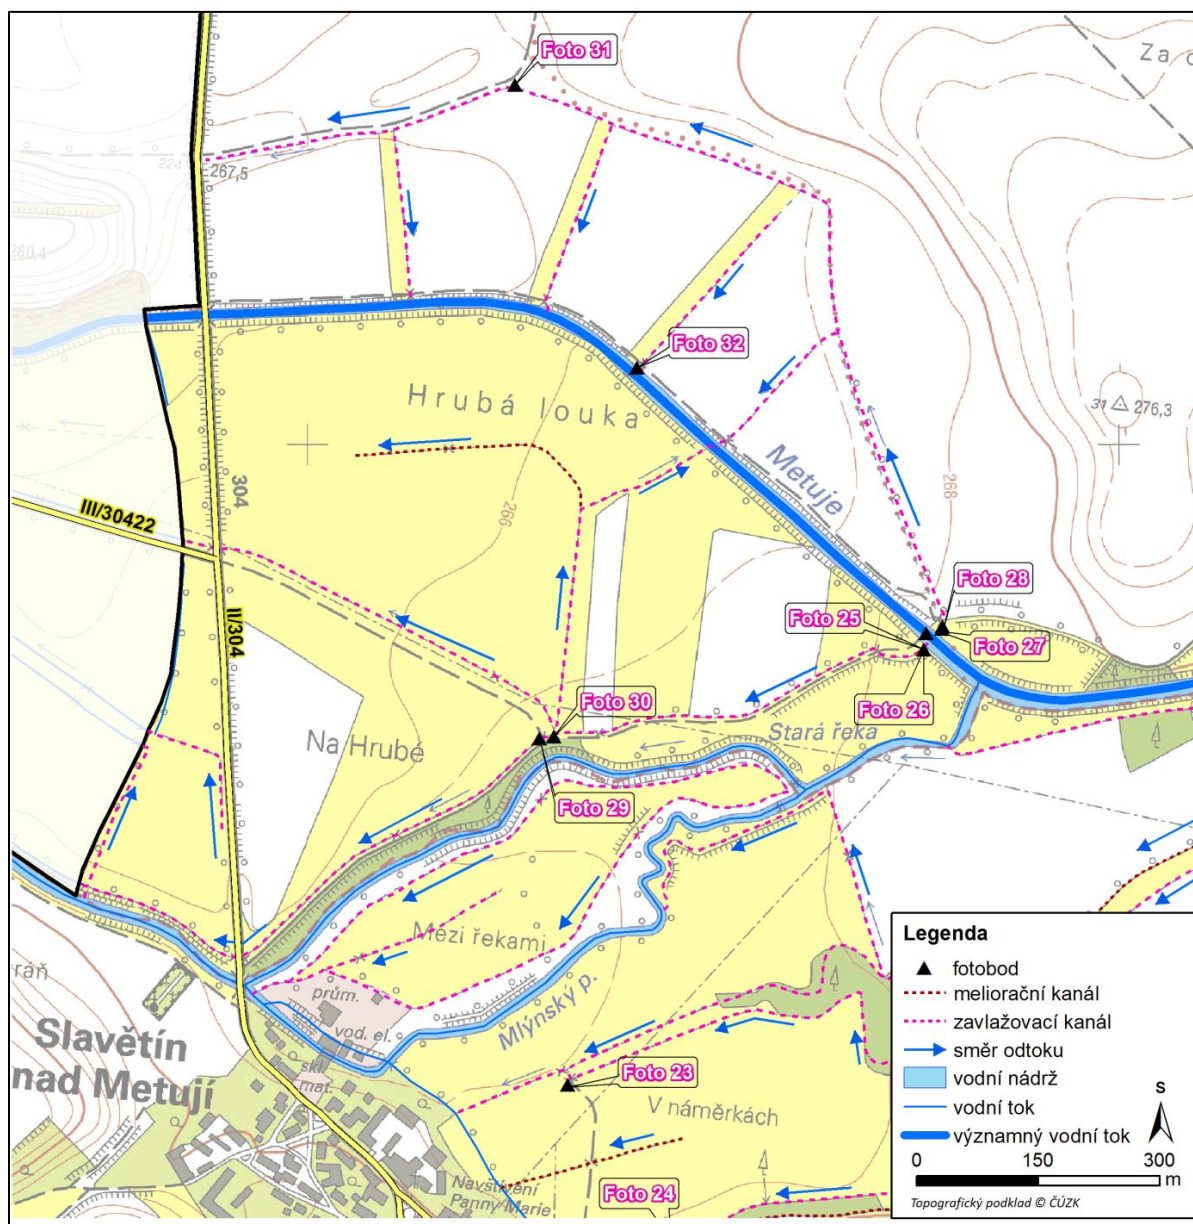 Foto 31
Za
224
267,5
280,4
Foto 32
Hrubá louka
31
276,3
Metuje
304
III/30422
266
268
Foto 28
Foto 25
Foto 27
II/304
Foto 26
Foto 30
Stará řeka
Na Hrubé
Foto 29
Mezi řekami
ráň
prům.
Mlýnský p.
vod. el.
Slavětín
nad Metují
skl.
mat.
Foto 23
V náměrkách
Navštívení
Panny Marie
Foto 24
Legenda
fotobod
meliorační kanál
zavlažovací kanál
směr odtoku
vodní nádrž
vodní tok
významný vodní tok
S
0 150 300
m
Topografický podklad © ČÚZK